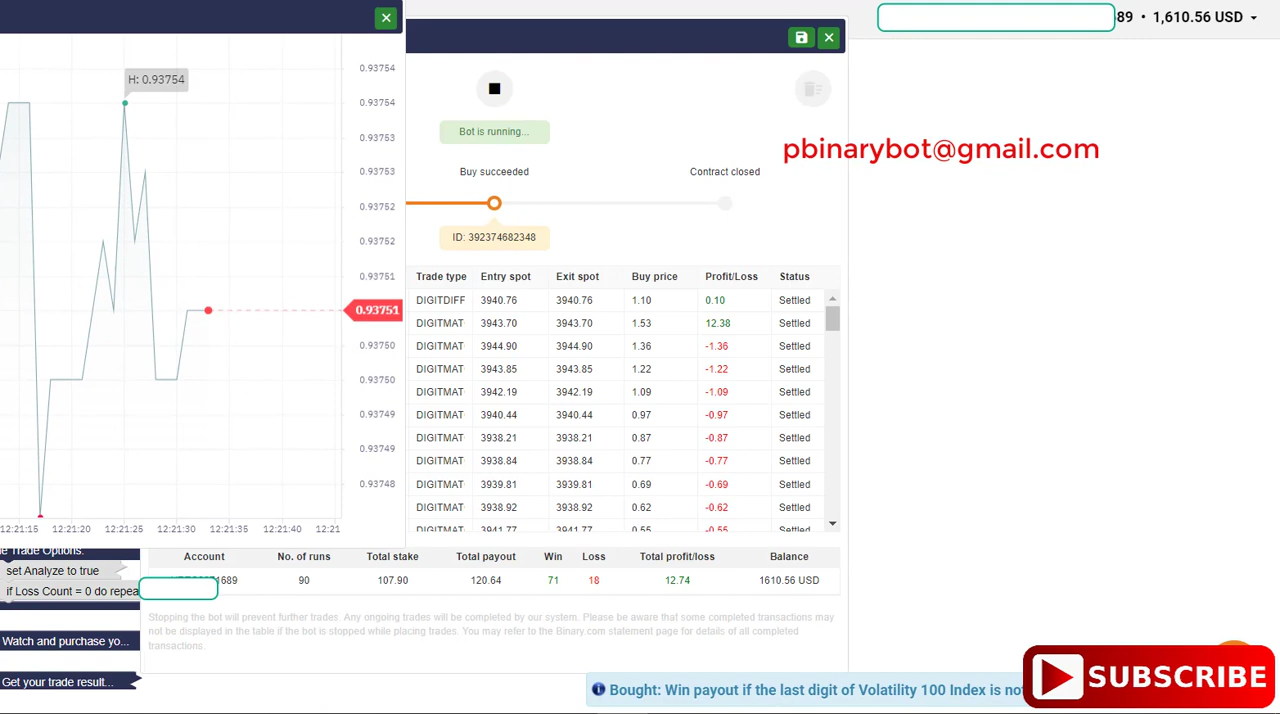 89 • 1,610.56 USD
H: 0.93754
0.93754
0.93754
0.93753
0.93753
0.93752
0.93752
0.93751
0.93751
0.93750
0.93750
0.93749
0.93749
0.93748
12:21:15 12:21:20 12:21:25 12:21:30 12:21:35 12:21:40 12:21
Bot is running...
pbinarybot@gmail.com
Buy succeeded Contract closed
ID: 392374682348
Trade type Entry spot Exit spot Buy price Profit/Loss Status
DIGITDIFF 3940.76 3940.76 1.10 0.10 Settled
DIGITMAT 3943.70 3943.70 1.53 12.38 Settled
DIGITMAT 3944.90 3944.90 1.36 -1.36 Settled
DIGITMAT 3943.85 3943.85 1.22 -1.22 Settled
DIGITMAT 3942.19 3942.19 1.09 -1.09 Settled
DIGITMAT 3940.44 3940.44 0.97 -0.97 Settled
DIGITMAT 3938.21 3938.21 0.87 -0.87 Settled
DIGITMAT 3938.84 3938.84 0.77 -0.77 Settled
DIGITMAT 3939.81 3939.81 0.69 -0.69 Settled
DIGITMAT 3938.92 3938.92 0.62 -0.62 Settled
DIGITMAT 3941.77 3941.77 0.55 -0.55 Settled
e Trade Options:
set Analyze to true
if Loss Count = 0 do repea
Watch and purchase yo...
Get your trade result...
Account No. of runs Total stake Total payout Win Loss Total profit/loss Balance
1689 90 107.90 120.64 71 18 12.74 1610.56 USD
Stopping the bot will prevent further trades. Any ongoing trades will be completed by our system. Please be aware that some completed transactions may
not be displayed in the table if the bot is stopped while placing trades. You may refer to the Binary.com statement page for details of all completed
transactions.
Bought: Win payout if the last digit of Volatility 100 Index is no
SUBSCRIBE